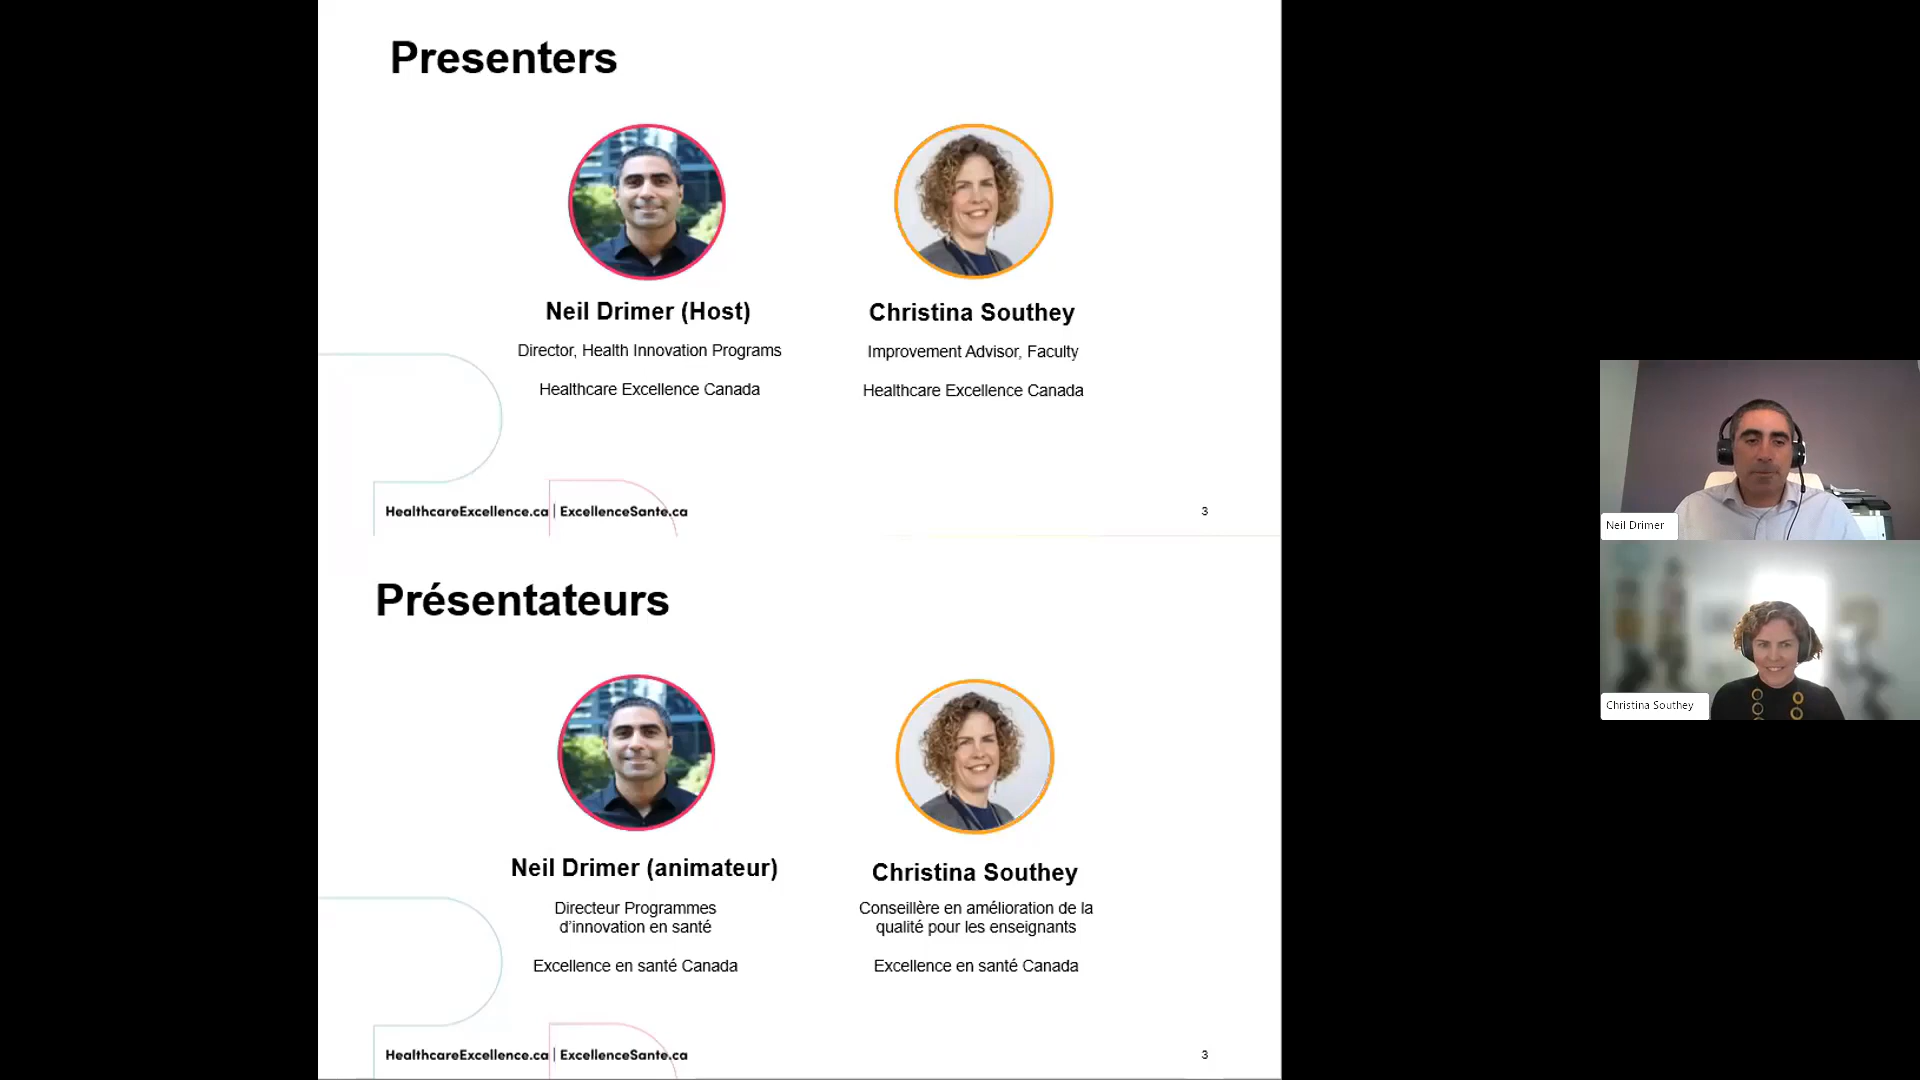 Presenters
Neil Drimer (Host)
Director, Health Innovation Programs
Healthcare Excellence Canada
Christina Southey
Improvement Advisor, Faculty
Healthcare Excellence Canada
HealthcareExcellence.ca | ExcellenceSante.ca
3
Présentateurs
Neil Drimer (animateur)
Directeur Programmes
d’innovation en santé
Excellence en santé Canada
Christina Southey
Conseillère en amélioration de la
qualité pour les enseignants
Excellence en santé Canada
HealthcareExcellence.ca | ExcellenceSante.ca
3
Neil Drimer
Christina Southey